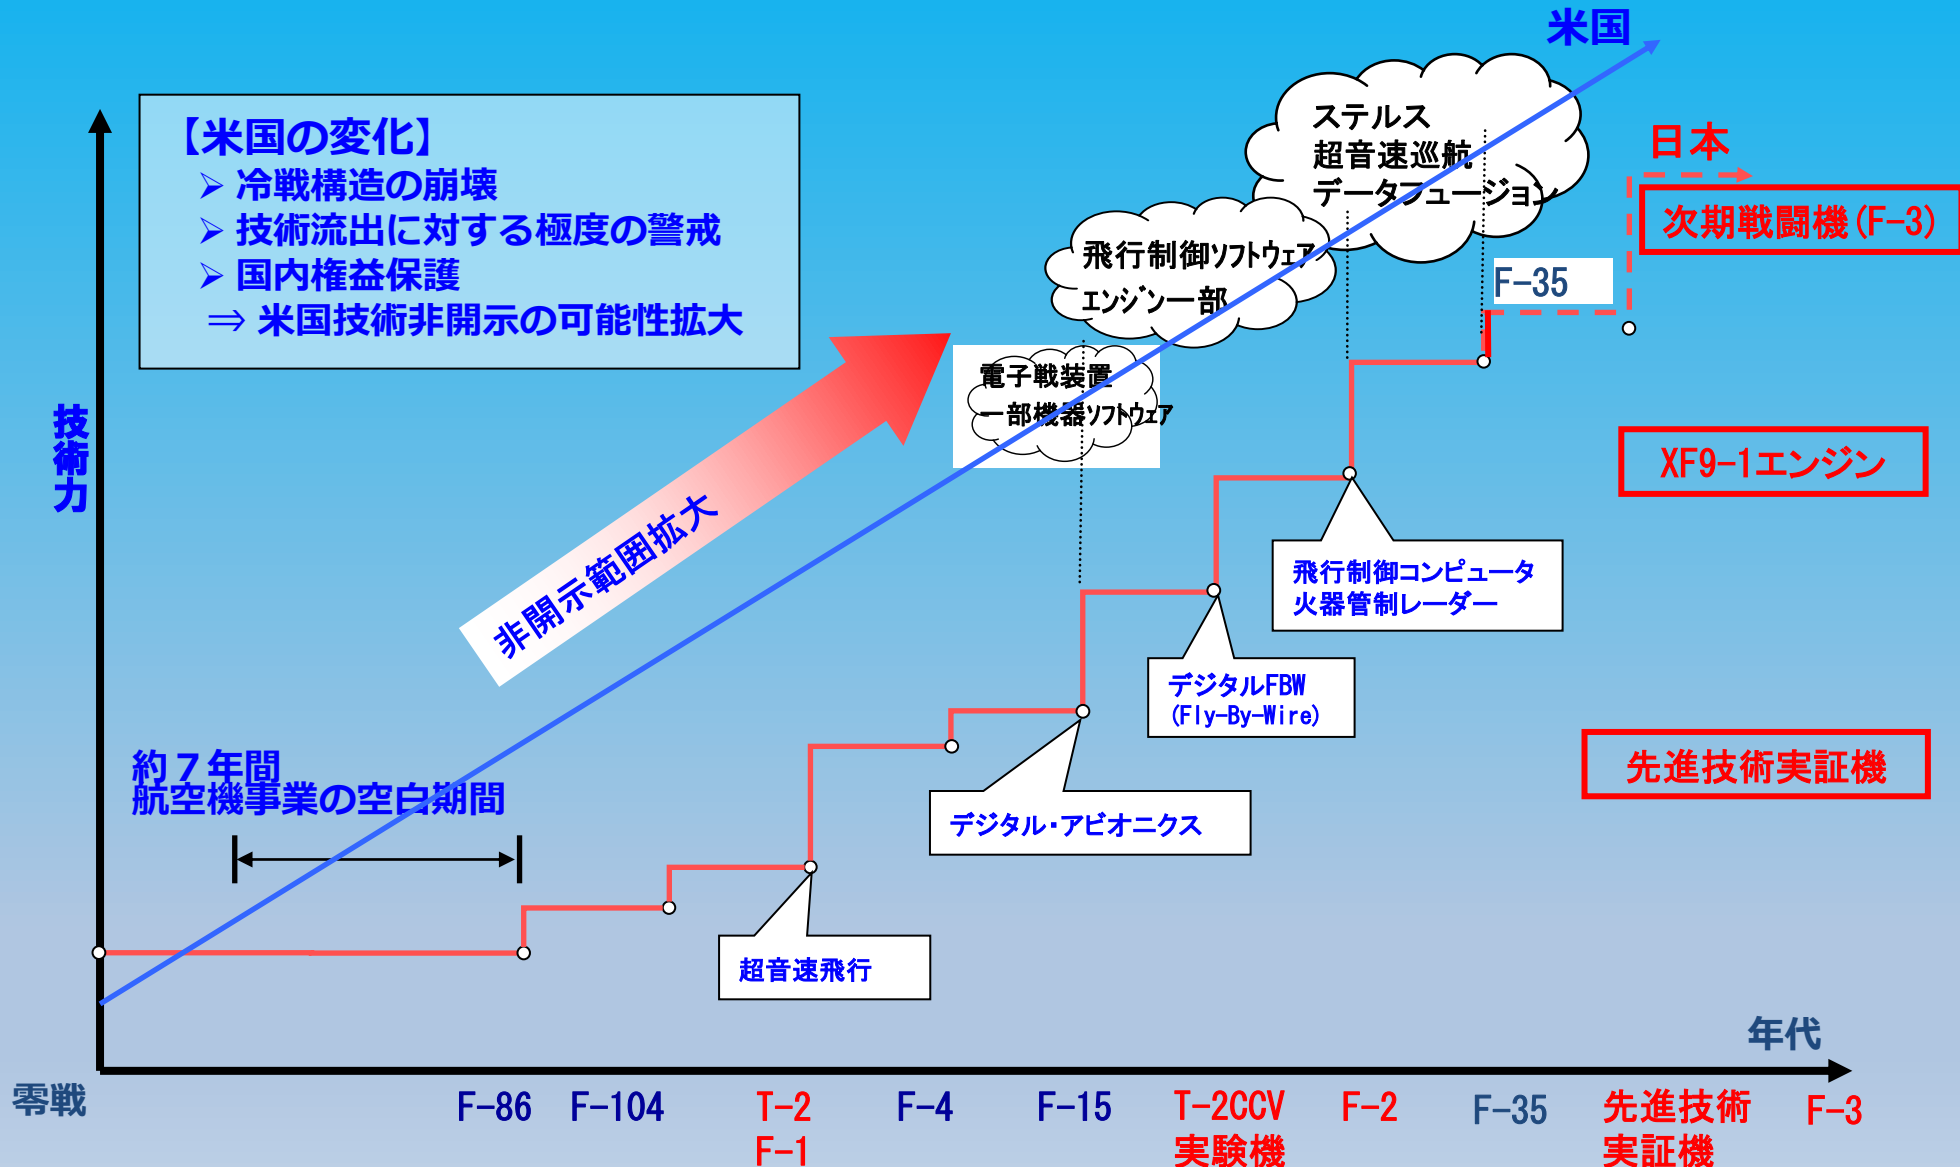 米国
【米国の変化】
➢ 冷戦構造の崩壊
➢ 技術流出に対する極度の警戒
➢ 国内権益保護
⇒ 米国技術非開示の可能性拡大
ステルス
超音速巡航
データフュージョン
日本
次期戦闘機(F-3)
飛行制御ソフトウェア
エンジン一部
F-35
電子戦装置
一部機器ソフトウェア
技術力
XF9-1エンジン
非開示範囲拡大
飛行制御コンピュータ
火器管制レーダー
デジタルFBW
(Fly-By-Wire)
先進技術実証機
約７年間
航空機事業の空白期間
デジタル・アビオニクス
超音速飛行
年代
零戦
F-86
F-104
T-2
F-1
F-4
F-15
T-2CCV
実験機
F-2
F-35
先進技術
実証機
F-3